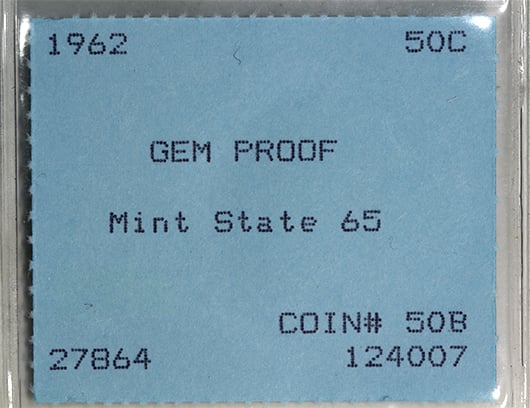 1962 50C
GEM PROOF
Mint State 65
COIN# 50B
27864 124007